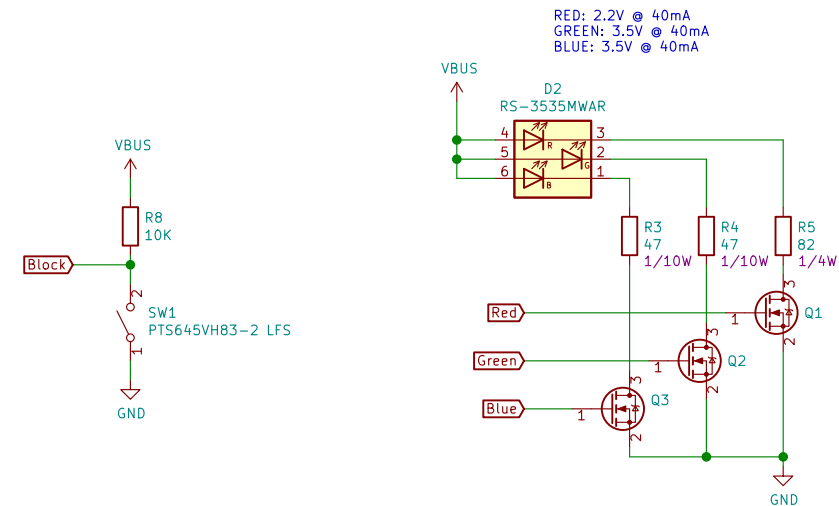 RED: 2.2V @ 40mA
GREEN: 3.5V @ 40mA
BLUE: 3.5V @ 40mA
VBUS
D2
RS-3535MWAR
4
R
3
5
G
2
6
B
1
VBUS
R8
10K
Block
2
SW1
PTS645VH83-2 LFS
1
GND
R3
47
1/10W
R4
47
1/10W
R5
82
1/4W
Red
1
3
Q1
2
Green
1
3
Q2
2
Blue
1
3
Q3
2
GND